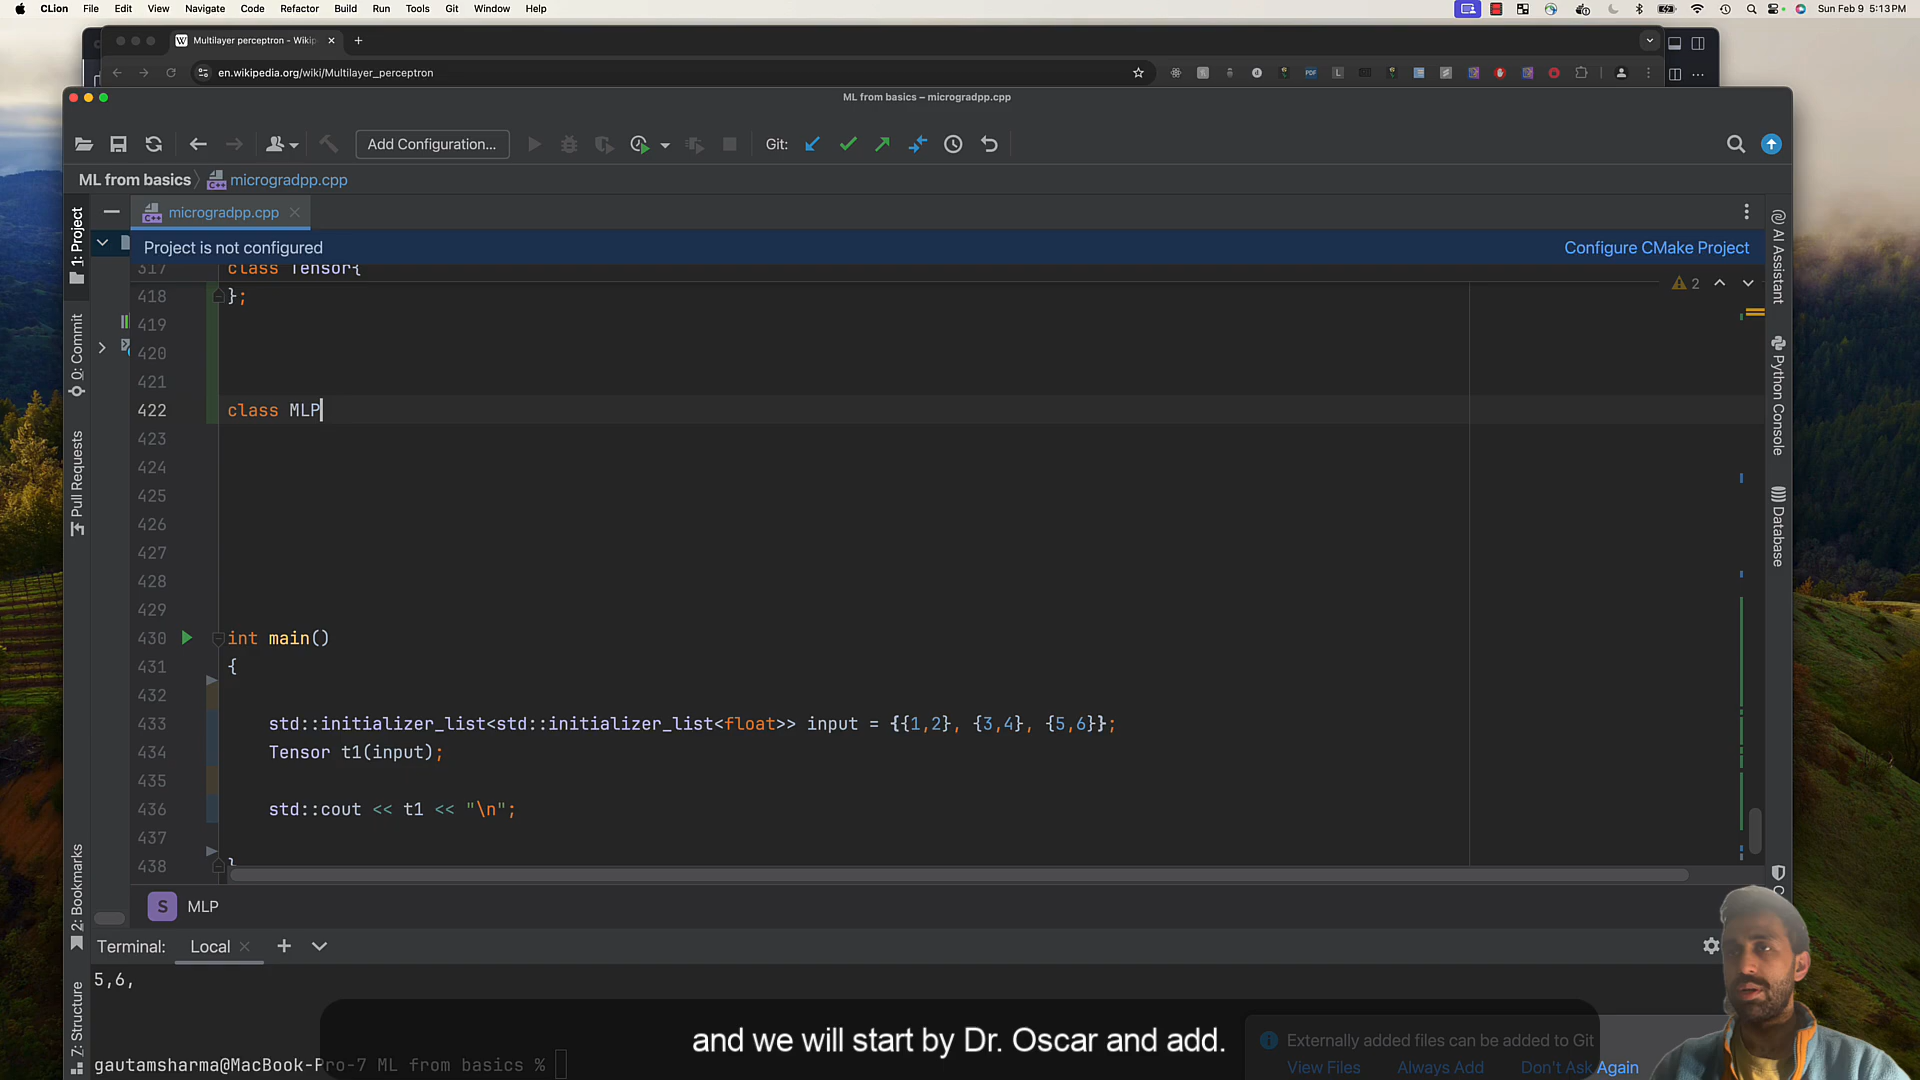 CLion File Edit View Navigate Code Refactor Build Run Tools Git Window Help
Sun Feb 9 5:13 PM
Multilayer perceptron - Wikip
en.wikipedia.org/wiki/Multilayer_perceptron
ML from basics – microgradpp.cpp
Add Configuration...
Git:
ML from basics microgradpp.cpp
microgradpp.cpp
Project is not configured
Configure CMake Project
317 class Tensor{
418 };
2
419
420
421
422 class MLP
423
424
425
426
427
428
429
430 int main()
431 {
432
433 std::initializer_list<std::initializer_list<float>> input = {{1,2}, {3,4}, {5,6}};
434 Tensor t1(input);
435
436 std::cout << t1 << "\n";
437
438 }
1: Project
0: Commit
Pull Requests
2: Bookmarks
Z: Structure
AI Assistant
Python Console
Database
S MLP
Terminal: Local
5,6,
and we will start by Dr. Oscar and add.
Externally added files can be added to Git
View Files Always Add Don't Ask Again
gautamsharma@MacBook-Pro-7 ML from basics %